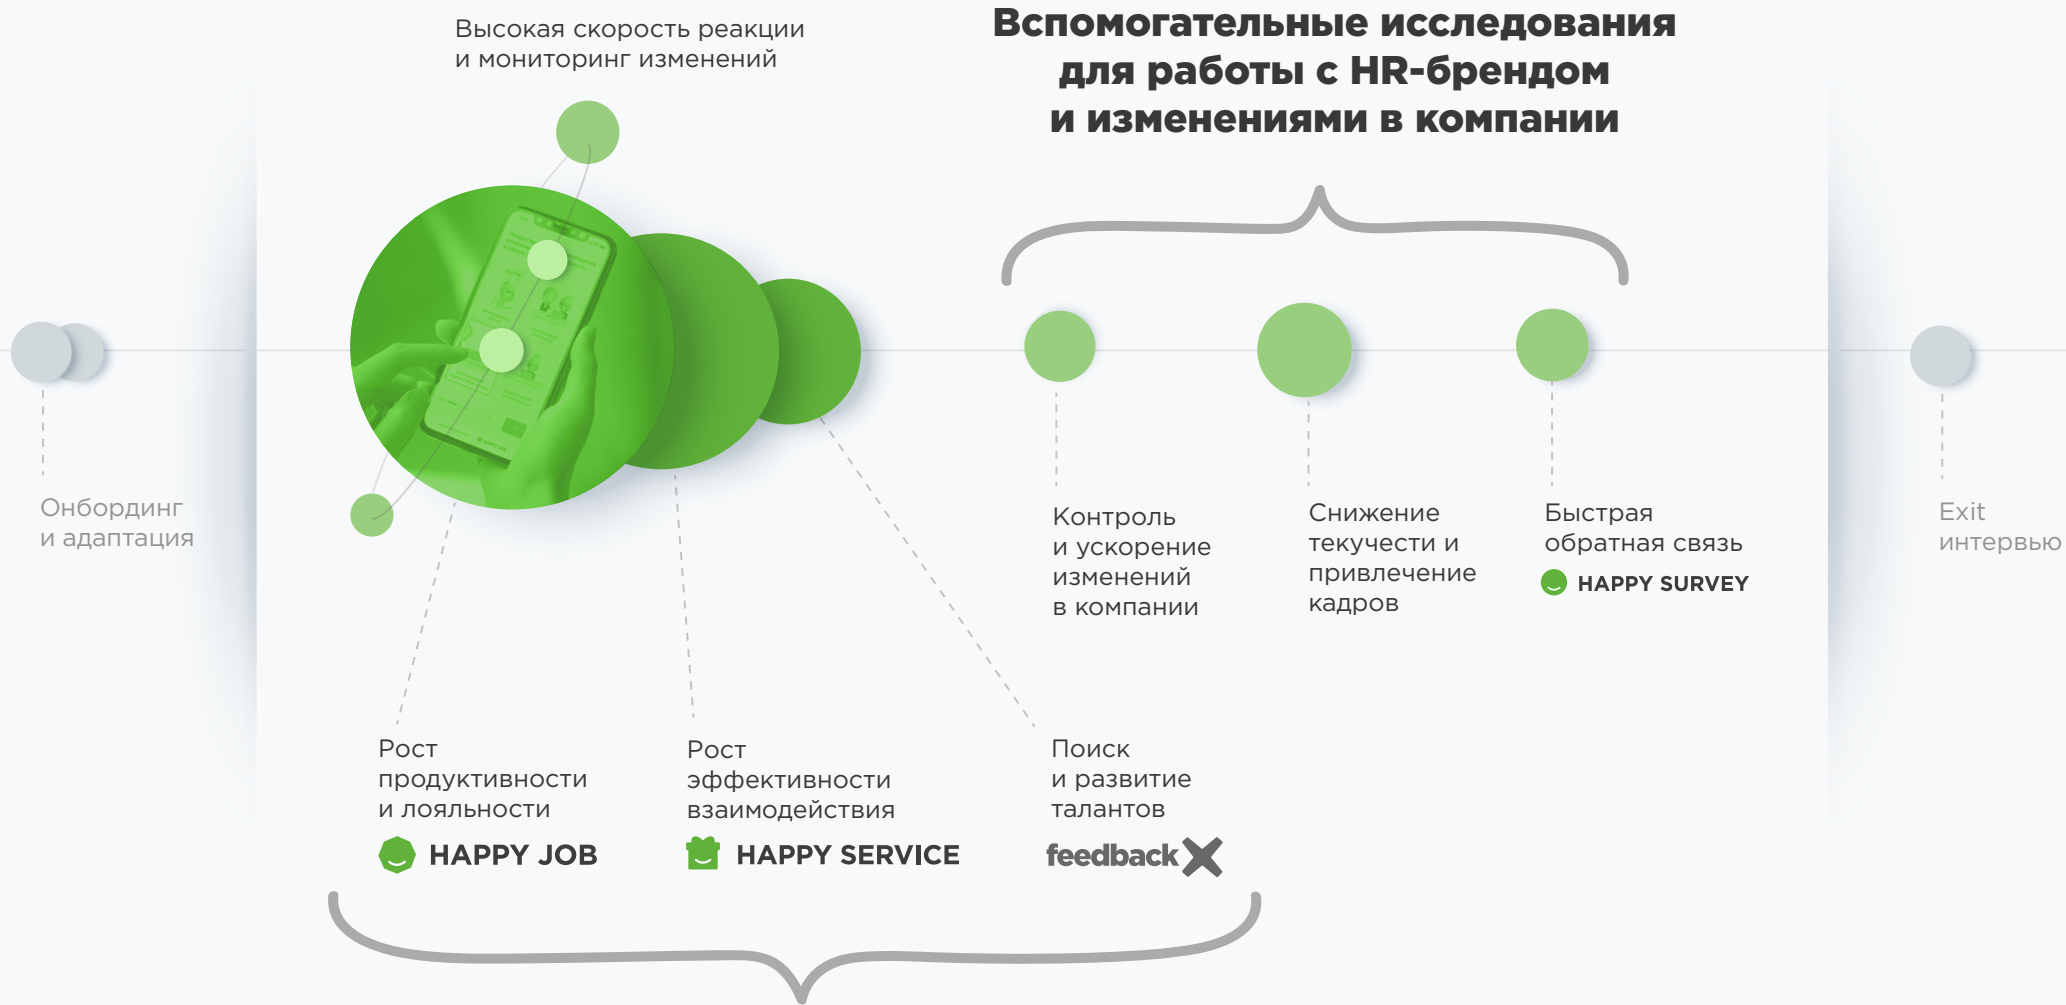 Высокая скорость реакции
и мониторинг изменений
Вспомогательные исследования
для работы с HR-брендом
и изменениями в компании
Онбординг
и адаптация
Контроль
и ускорение
изменений
в компании
Снижение
текучести и
привлечение
кадров
Быстрая
обратная связь
HAPPY SURVEY
Exit
интервью
Рост
продуктивности
и лояльности
HAPPY JOB
Рост
эффективности
взаимодействия
HAPPY SERVICE
Поиск
и развитие
талантов
feedback X